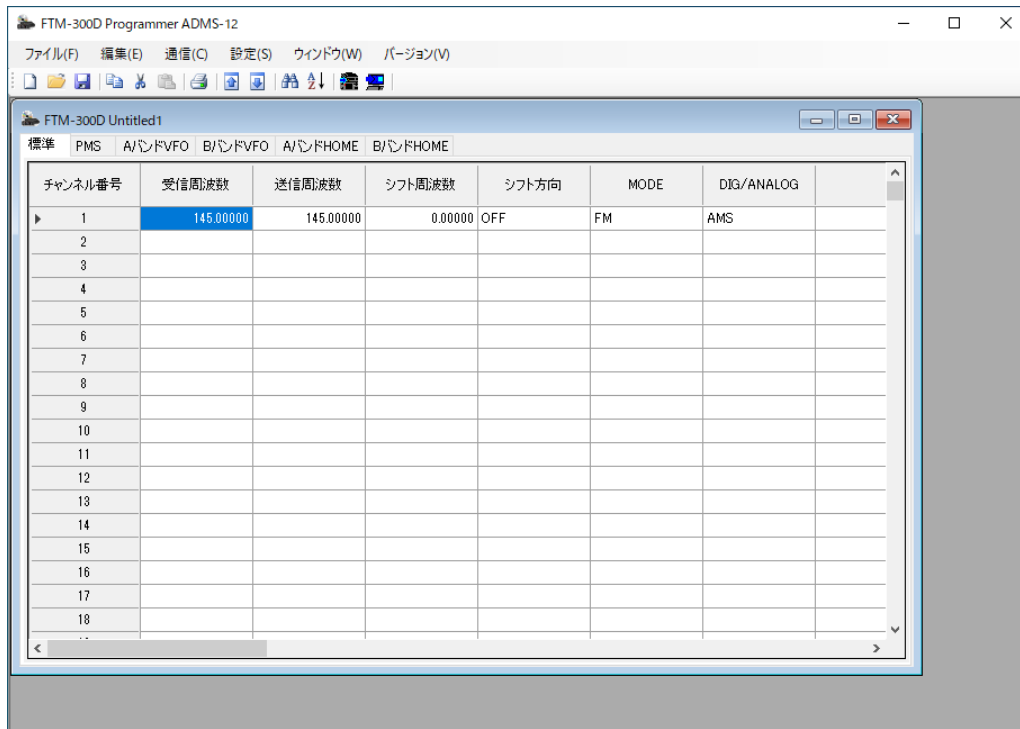 FTM-300D Programmer ADMS-12
ファイル(F) 編集(E) 通信(C) 設定(S) ウィンドウ(W) バージョン(V)
FTM-300D Untitled1
標準 PMS AバンドVFO BバンドVFO AバンドHOME BバンドHOME
チャンネル番号 受信周波数 送信周波数 シフト周波数 シフト方向 MODE DIG/ANALOG
1 145.00000 145.00000 0.00000 OFF FM AMS
2
3
4
5
6
7
8
9
10
11
12
13
14
15
16
17
18